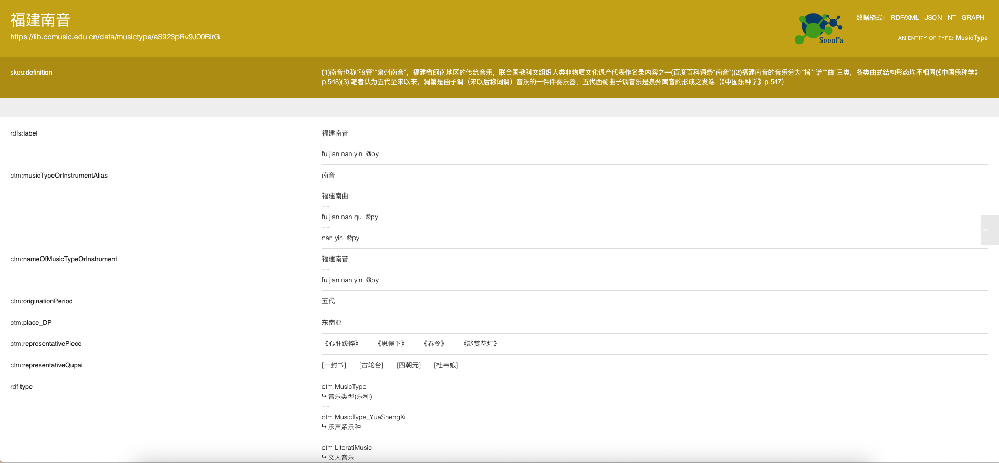 福建南音
https://lib.ccmusic.edu.cn/data/musictype/aS923pRv9J00BirG
SoooPa
数据格式： RDF/XML JSON NT GRAPH
AN ENTITY OF TYPE: MusicType
skos:definition
(1)南音也称“弦管”“泉州南音”，福建省闽南地区的传统音乐，联合国教科文组织人类非物质文化遗产代表作名录内容之一(百度百科词条“南音”)(2)福建南音的音乐分为“指”“谱”“曲”三类，各类曲式结构形态均不相同(《中国乐种学》
p.548)(3) 笔者认为五代至宋以来，洞箫是曲子调（宋以后称词调）音乐的一件伴奏乐器，五代西蜀曲子调音乐是泉州南音的形成之发端（《中国乐种学》p.547）
rdfs:label
福建南音
fu jian nan yin @py
ctm:musicTypeOrInstrumentAlias
南音
福建南曲
fu jian nan qu @py
nan yin @py
ctm:nameOfMusicTypeOrInstrument
福建南音
fu jian nan yin @py
ctm:originationPeriod
五代
ctm:place_DP
东南亚
ctm:representativePiece
《心肝跋悴》 《思得下》 《春令》 《趁赏花灯》
ctm:representativeQupai
[一封书] [古轮台] [四朝元] [杜韦娘]
rdf:type
ctm:MusicType
↳ 音乐类型(乐种)
ctm:MusicType_YueShengXi
↳ 乐声系乐种
ctm:LiteratiMusic
↳ 文人音乐